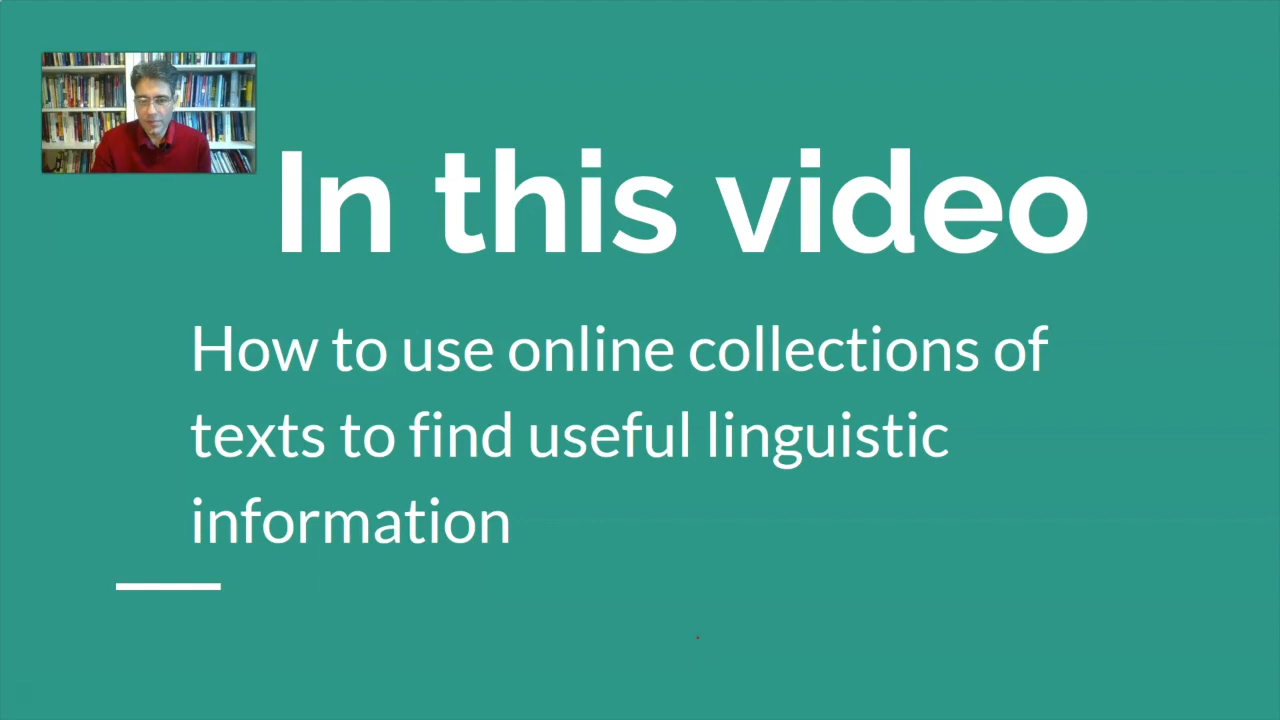 In this video
How to use online collections of
texts to find useful linguistic
information